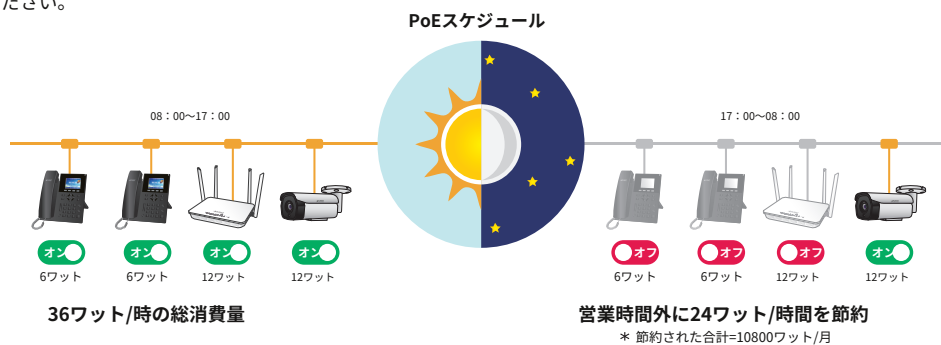 ださい。
PoEスケジュール
08：00～17：00
17：00～08：00
オン
オン
オン
オン
オフ
オフ
オフ
オン
6ワット
6ワット
12ワット
12ワット
6ワット
6ワット
12ワット
12ワット
36ワット/時の総消費量
営業時間外に24ワット/時間を節約
＊ 節約された合計=10800ワット/月